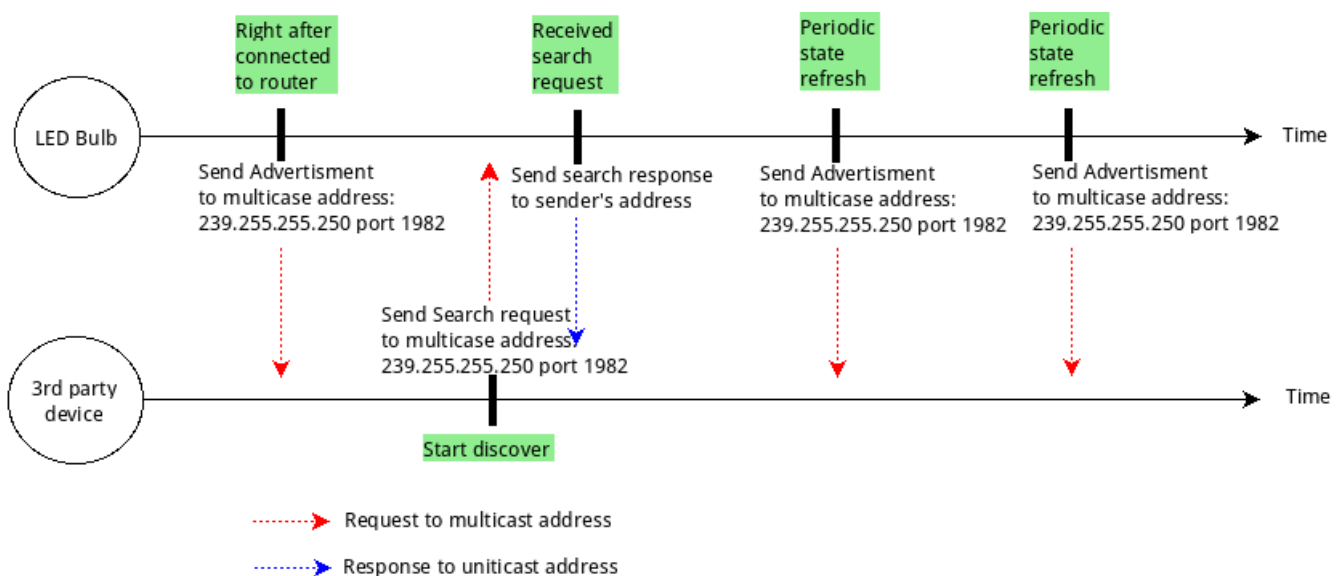 Right after
connected
to router
Received
search
request
Periodic
state
refresh
Periodic
state
refresh
LED Bulb
Time
Send Advertisment
to multicase address:
239.255.255.250 port 1982
Send search response
to sender's address
Send Advertisment
to multicase address:
239.255.255.250 port 1982
Send Advertisment
to multicase address:
239.255.255.250 port 1982
Send Search request
to multicase address:
239.255.255.250 port 1982
3rd party
device
Time
Start discover
Request to multicast address
Response to uniticast address